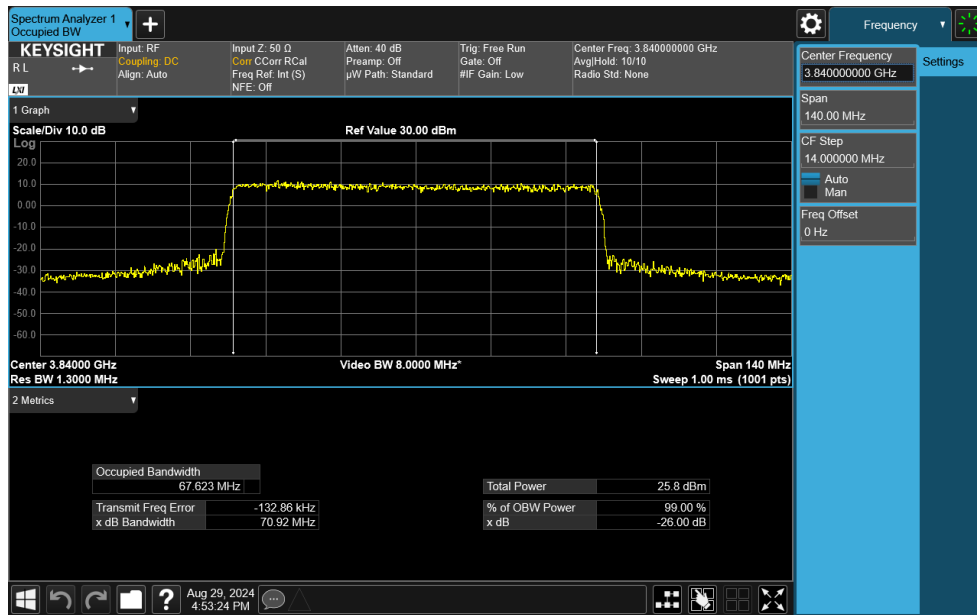 Spectrum Analyzer 1
Occupied BW
Frequency
KEYSIGHT
R L
LXI
Input: RF
Coupling: DC
Align: Auto
Input Z: 50 Ω
Corr CCorr RCal
Freq Ref: Int (S)
NFE: Off
Atten: 40 dB
Preamp: Off
µW Path: Standard
Trig: Free Run
Gate: Off
#IF Gain: Low
Center Freq: 3.840000000 GHz
Avg|Hold: 10/10
Radio Std: None
Center Frequency
3.840000000 GHz
Settings
Span
140.00 MHz
CF Step
14.000000 MHz
Auto
Man
Freq Offset
0 Hz
1 Graph
Scale/Div 10.0 dB
Ref Value 30.00 dBm
Log
20.0
10.0
0.00
-10.0
-20.0
-30.0
-40.0
-50.0
-60.0
Center 3.84000 GHz
Video BW 8.0000 MHz*
Span 140 MHz
Res BW 1.3000 MHz
Sweep 1.00 ms (1001 pts)
2 Metrics
Occupied Bandwidth
67.623 MHz
Total Power 25.8 dBm
Transmit Freq Error -132.86 kHz
% of OBW Power 99.00 %
x dB Bandwidth 70.92 MHz
x dB -26.00 dB
?
Aug 29, 2024
4:53:24 PM